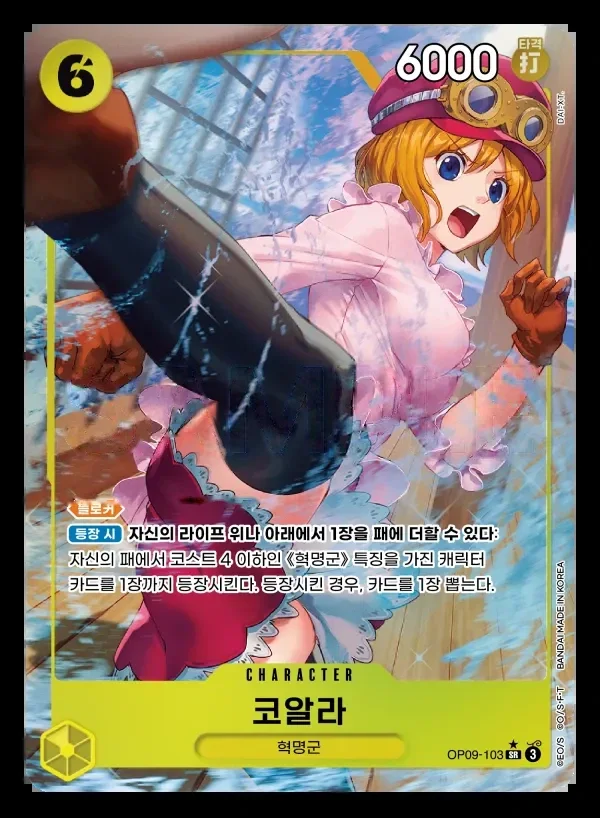 6
6000
타격
打
DAI-XT.
블로커
등장 시 자신의 라이프 위나 아래에서 1장을 패에 더할 수 있다:
자신의 패에서 코스트 4 이하인 《혁명군》 특징을 가진 캐릭터
카드를 1장까지 등장시킨다. 등장시킨 경우, 카드를 1장 뽑는다.
©EO/S ©O/S·F·T BANDAI MADE IN KOREA
CHARACTER
코알라
혁명군
OP09-103 SR 3